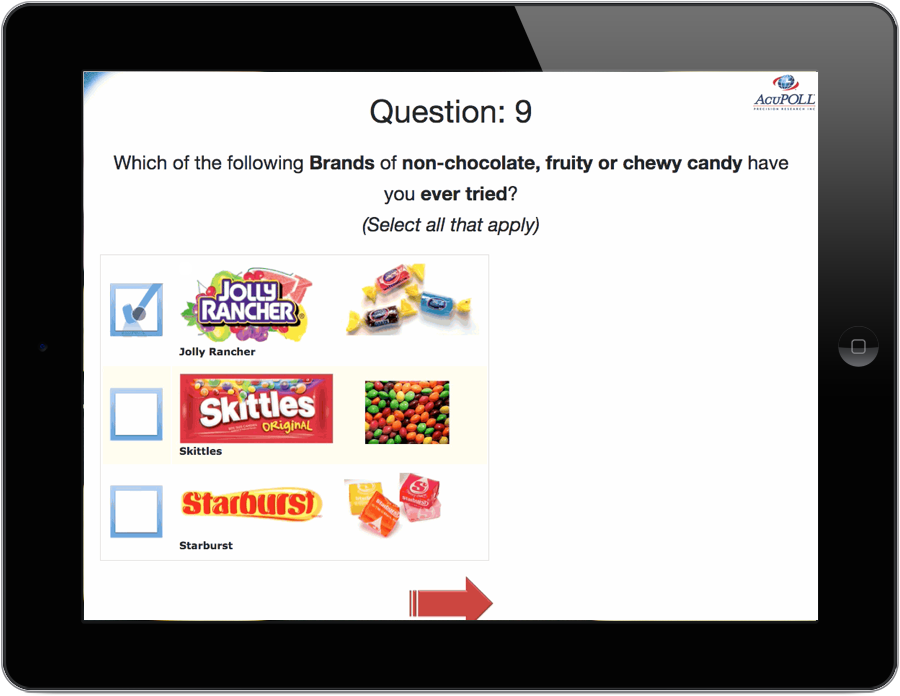 AcuPOLL
PRECISION RESEARCH INC
Question: 9
Which of the following Brands of non-chocolate, fruity or chewy candy have
you ever tried?
(Select all that apply)
JOLLY
RANCHER
Jolly Rancher
Skittles
ORIGINAL
Skittles
Starburst
Starburst